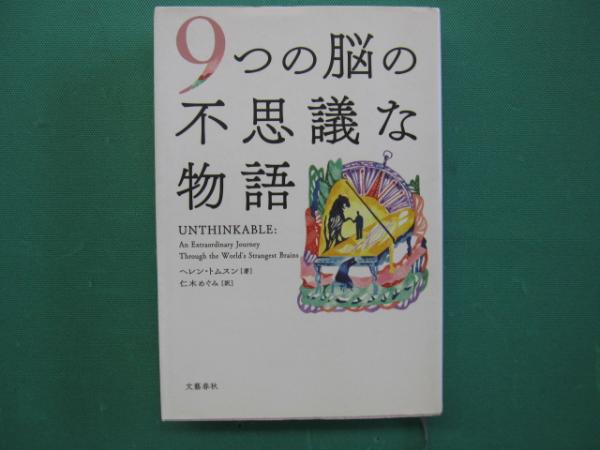 9つの脳の
不思議な
物語
UNTHINKABLE:
An Extraordinary Journey
Through the World's Strangest Brains
ヘレン・トムスン[著]
仁木めぐみ[訳]
文藝春秋